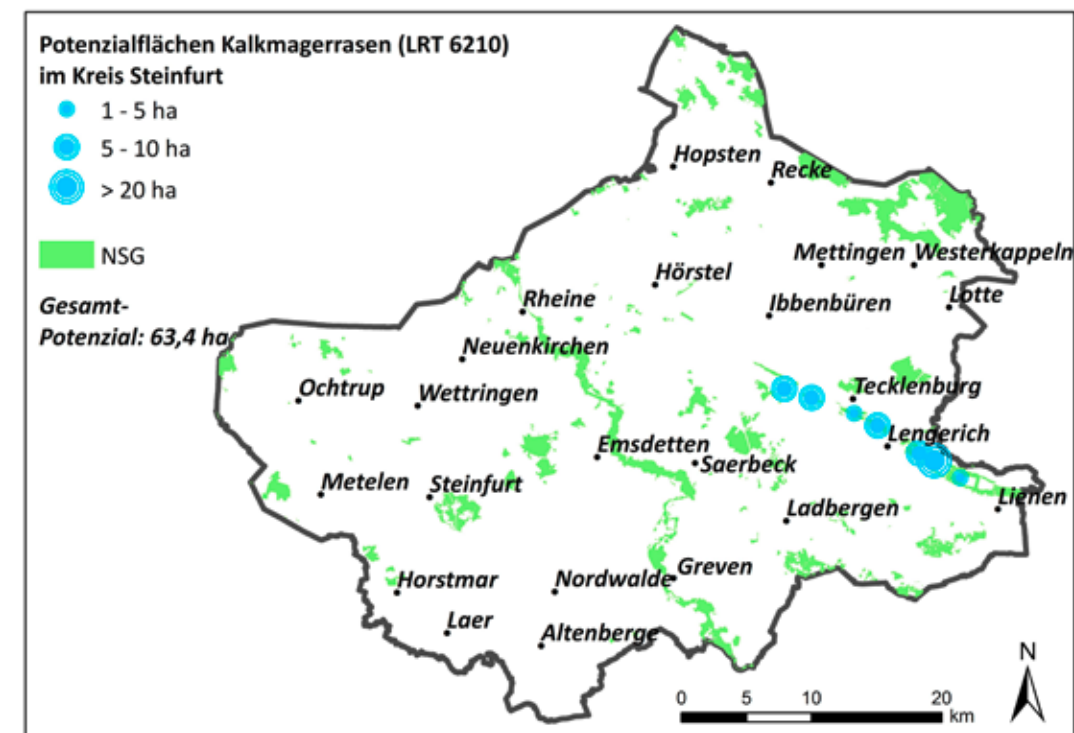 Potenzialflächen Kalkmagerrasen (LRT 6210)
im Kreis Steinfurt
1 - 5 ha
5 - 10 ha
> 20 ha
NSG
Gesamt-
Potenzial: 63,4 ha
Hopsten
Recke
Mettingen
Westerkappeln
Hörstel
Lotte
Rheine
Ibbenbüren
Neuenkirchen
Ochtrup
Wettringen
Tecklenburg
Lengerich
Emsdetten
Saerbeck
Metelen
Steinfurt
Lienen
Ladbergen
Horstmar
Nordwalde
Greven
Laer
Altenberge
N
0 5 10 20
km